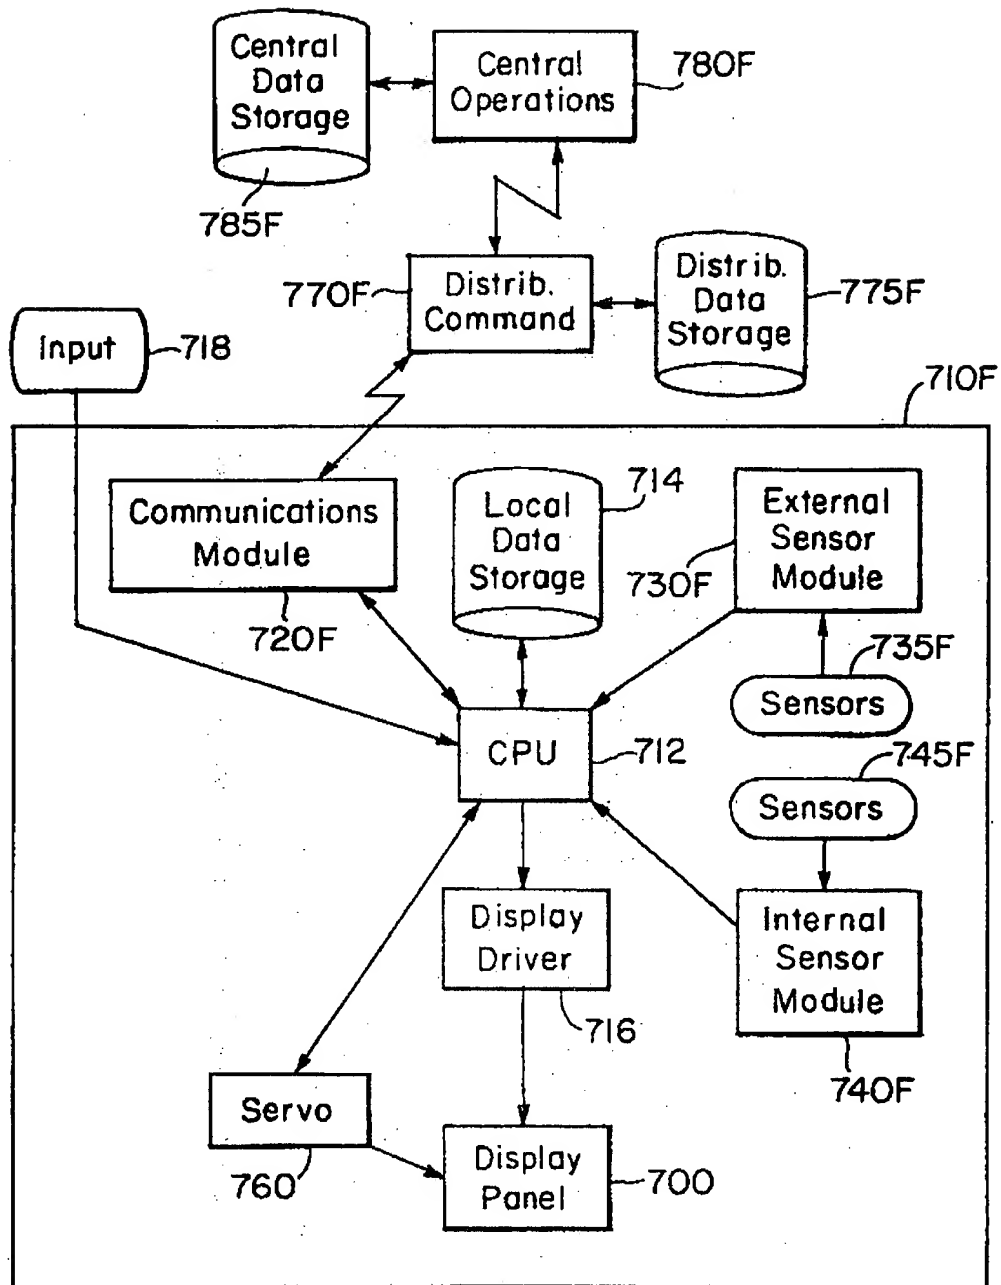 Central
Data
Storage
785F
Central
Operations
780F
770F
Distrib.
Command
Distrib.
Data
Storage
775F
Input
718
710F
Communications
Module
720F
Local
Data
Storage
714
External
Sensor
Module
730F
735F
Sensors
CPU
712
745F
Sensors
Display
Driver
716
Internal
Sensor
Module
740F
Servo
760
Display
Panel
700